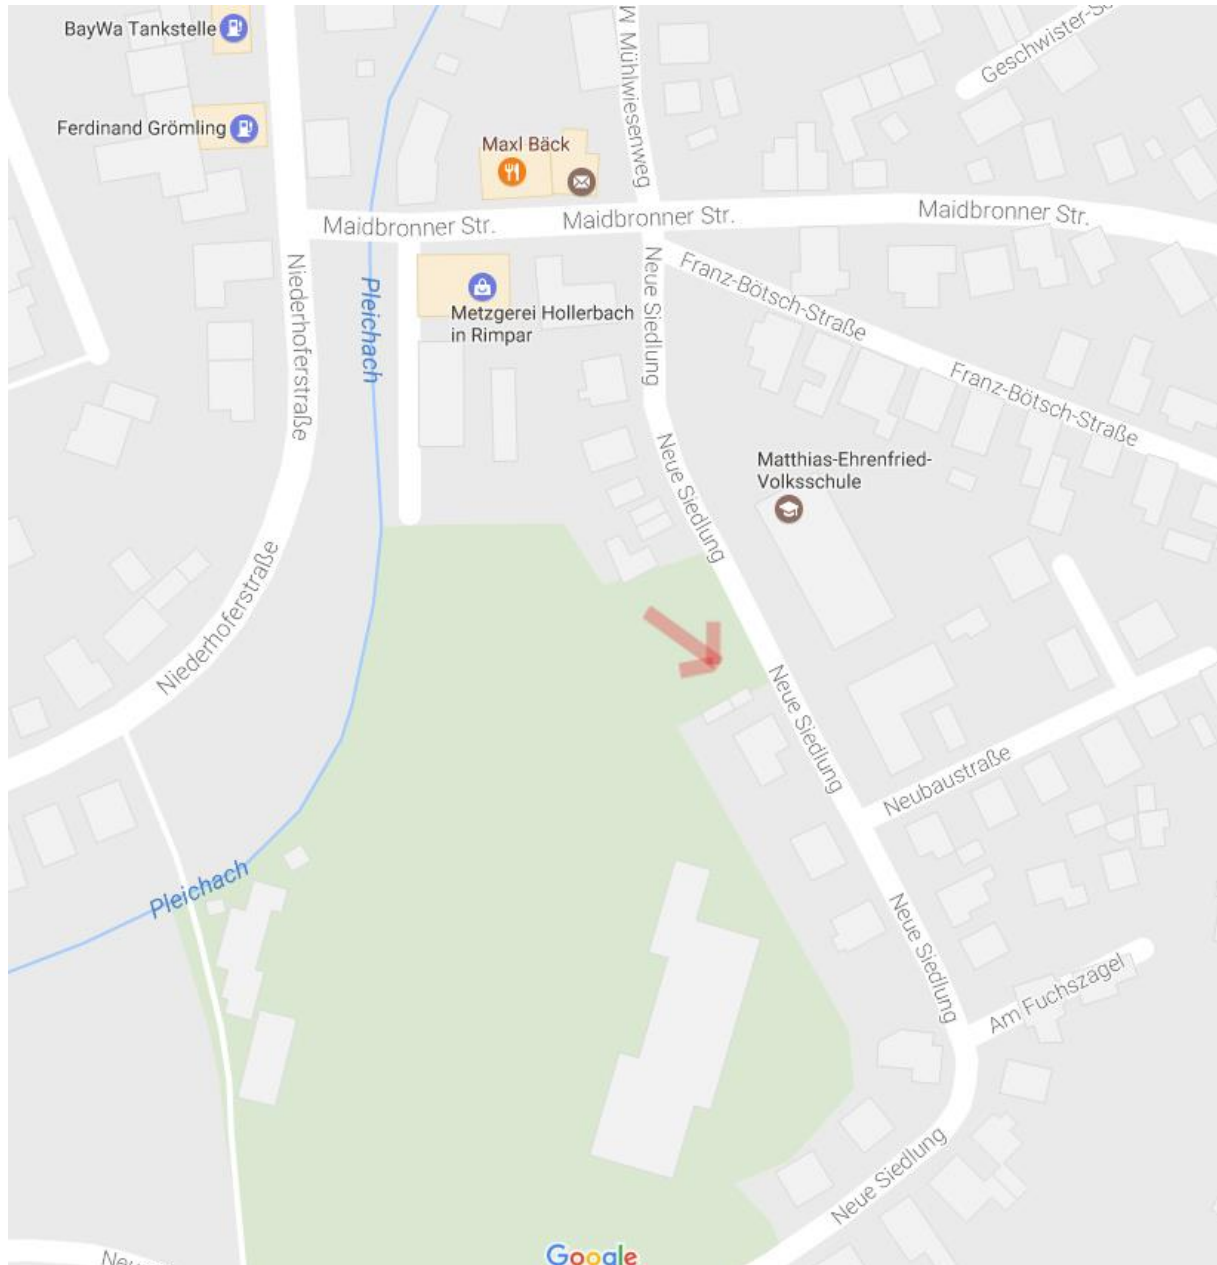 BayWa Tankstelle
Geschwister-S
Ferdinand Grömling
Mühlwiesenweg
Maxl Bäck
Maidbronner Str.
Maidbronner Str.
Maidbronner Str.
Niederhoferstraße
Pleichach
Neue Siedlung
Franz-Bötsch-Straße
Metzgerei Hollerbach
in Rimpar
Franz-Bötsch-Straße
Neue Siedlung
Matthias-Ehrenfried-
Volksschule
Niederhoferstraße
Neue Siedlung
Neubaustraße
Pleichach
Neue Siedlung
Am Fuchszagel
Neue Siedlung
Google
Neu